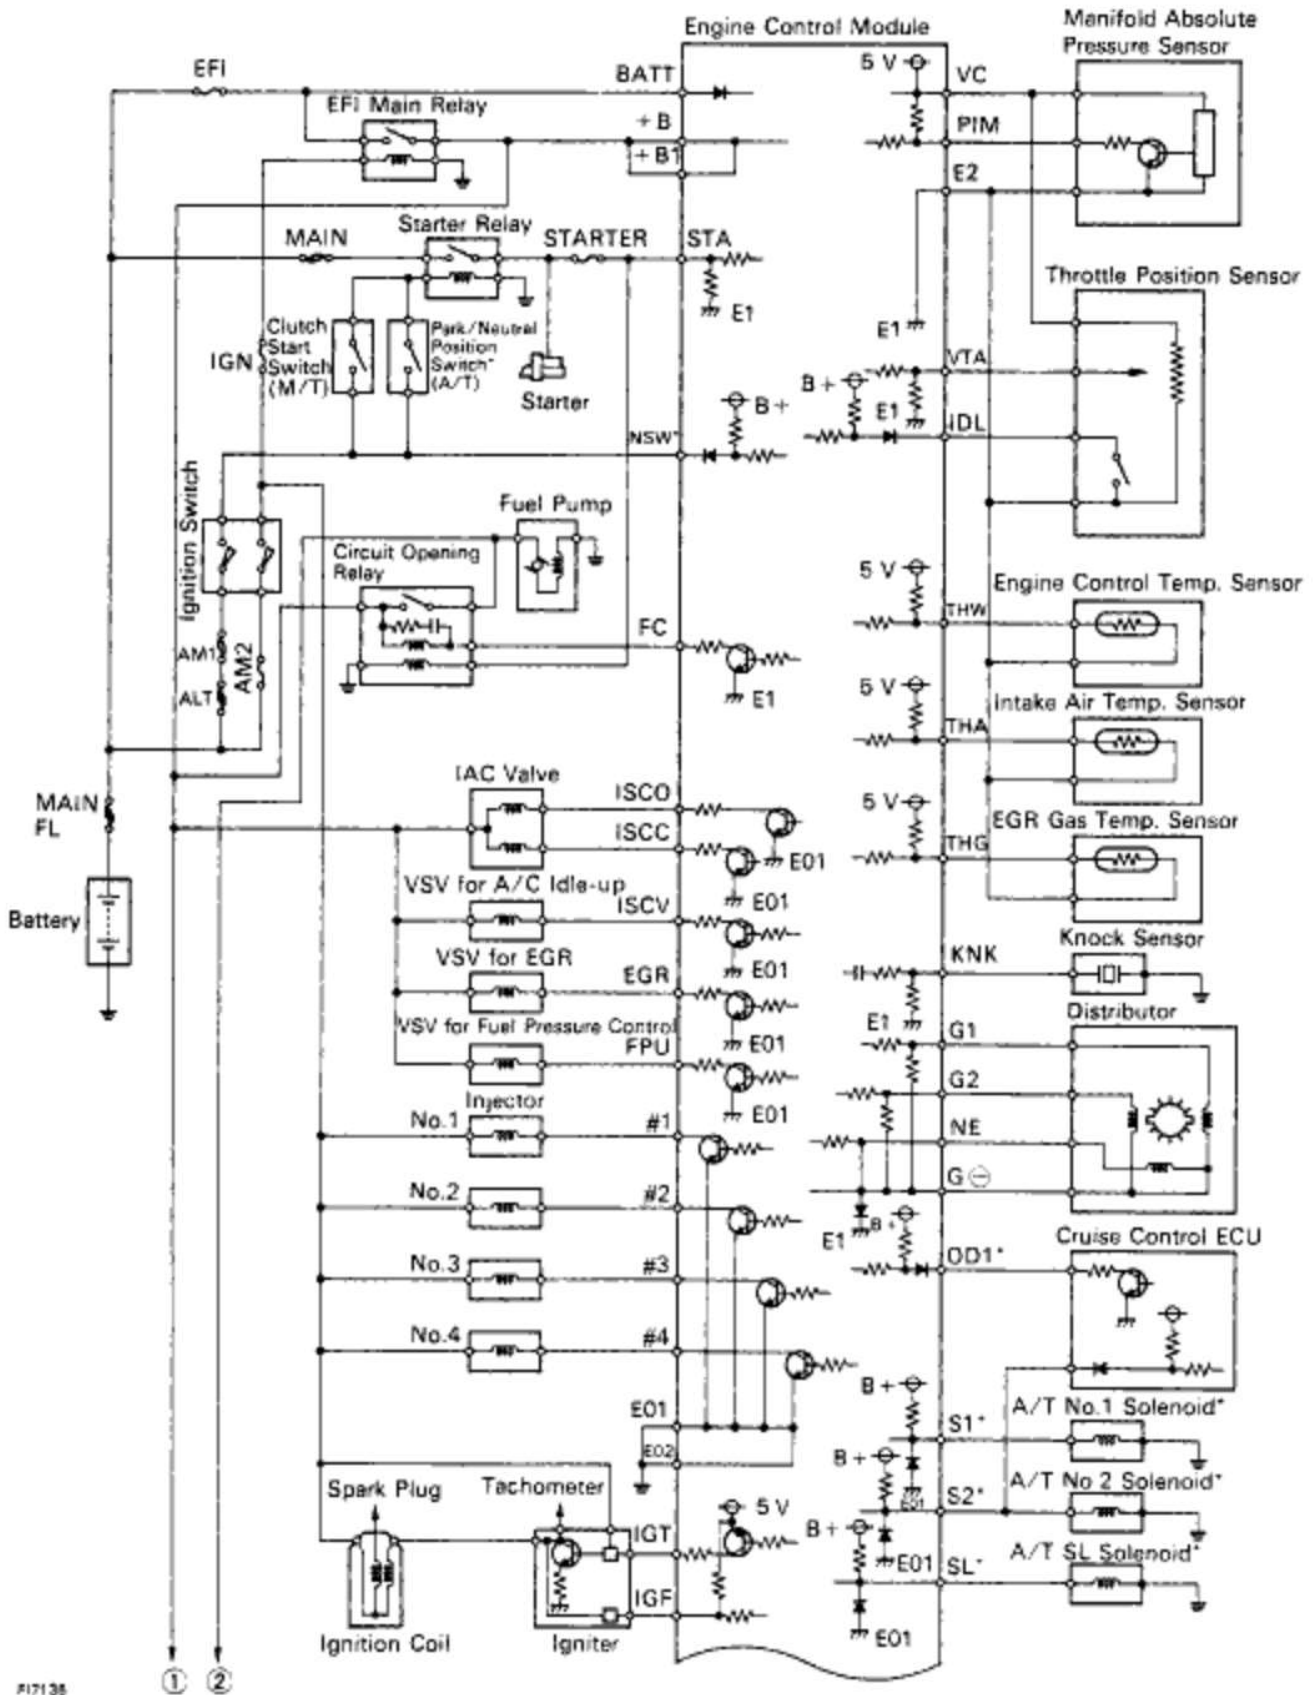 Engine Control Module
Manifold Absolute
Pressure Sensor
EFI
BATT
5 V
VC
EFI Main Relay
+ B
+ B1
PIM
E2
Starter Relay
MAIN
STARTER
STA
E1
Throttle Position Sensor
E1
Clutch
Start
Switch
(M/T)
Park/Neutral
Position
Switch*
(A/T)
IGN
Starter
VTA
B +
B +
E1
IDL
NSW*
Ignition Switch
Fuel Pump
Circuit Opening
Relay
5 V
Engine Control Temp. Sensor
THW
FC
E1
AM1
AM2
ALT
5 V
Intake Air Temp. Sensor
THA
IAC Valve
ISCO
MAIN
FL
ISCC
E01
5 V
EGR Gas Temp. Sensor
THG
VSV for A/C Idle-up
ISCV
E01
Battery
Knock Sensor
KNK
VSV for EGR
EGR
E01
E1
Distributor
VSV for Fuel Pressure Control
FPU
E01
G1
G2
Injector
No.1
#1
E01
NE
G ⊖
No.2
#2
E1
B +
Cruise Control ECU
OD1*
No.3
#3
No.4
#4
B +
A/T No.1 Solenoid*
S1*
E01
E02
B +
E01
A/T No 2 Solenoid*
S2*
Spark Plug
Tachometer
5 V
IGT
B +
E01
A/T SL Solenoid*
SL*
IGF
E01
Ignition Coil
Igniter
1
2
FI7136